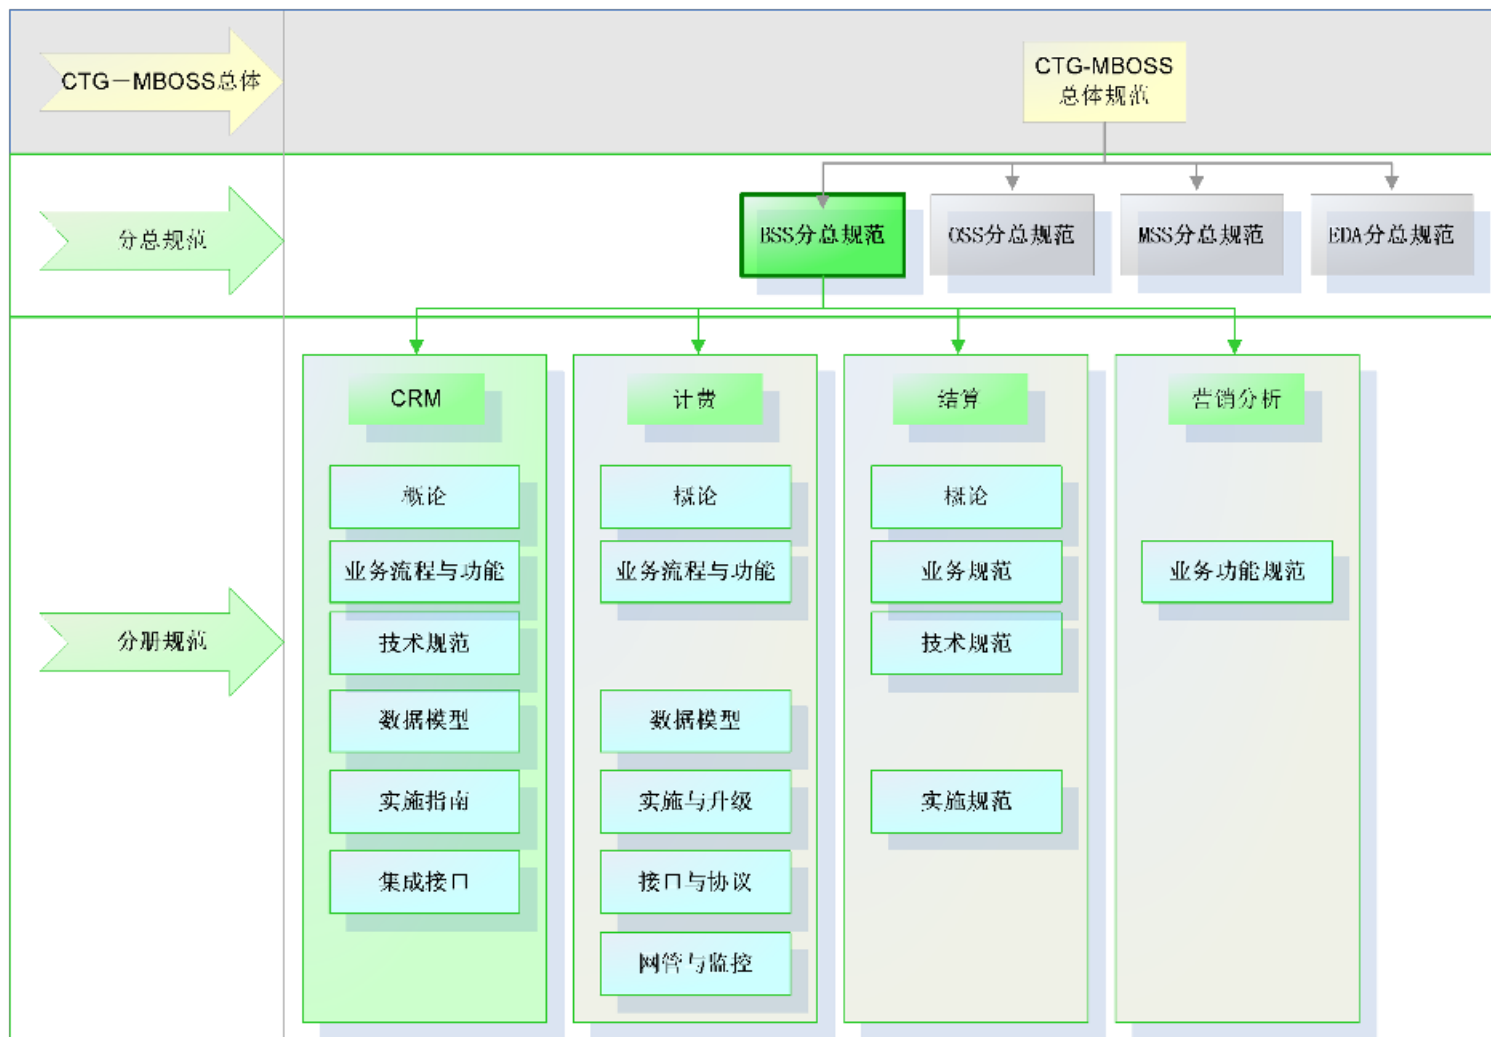 CTG－MBOSS总体
CTG-MBOSS
总体规范
分总规范
BSS分总规范
OSS分总规范
MSS分总规范
EDA分总规范
分册规范
CRM
概论
业务流程与功能
技术规范
数据模型
实施指南
集成接口
计费
概论
业务流程与功能
数据模型
实施与升级
接口与协议
网管与监控
结算
概论
业务规范
技术规范
实施规范
营销分析
业务功能规范